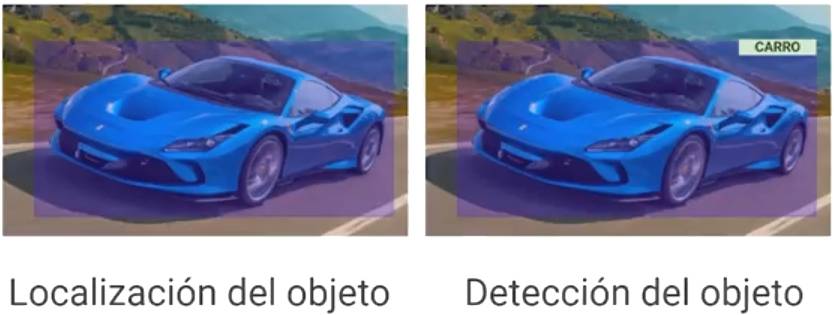 CARRO
Localización del objeto
Detección del objeto